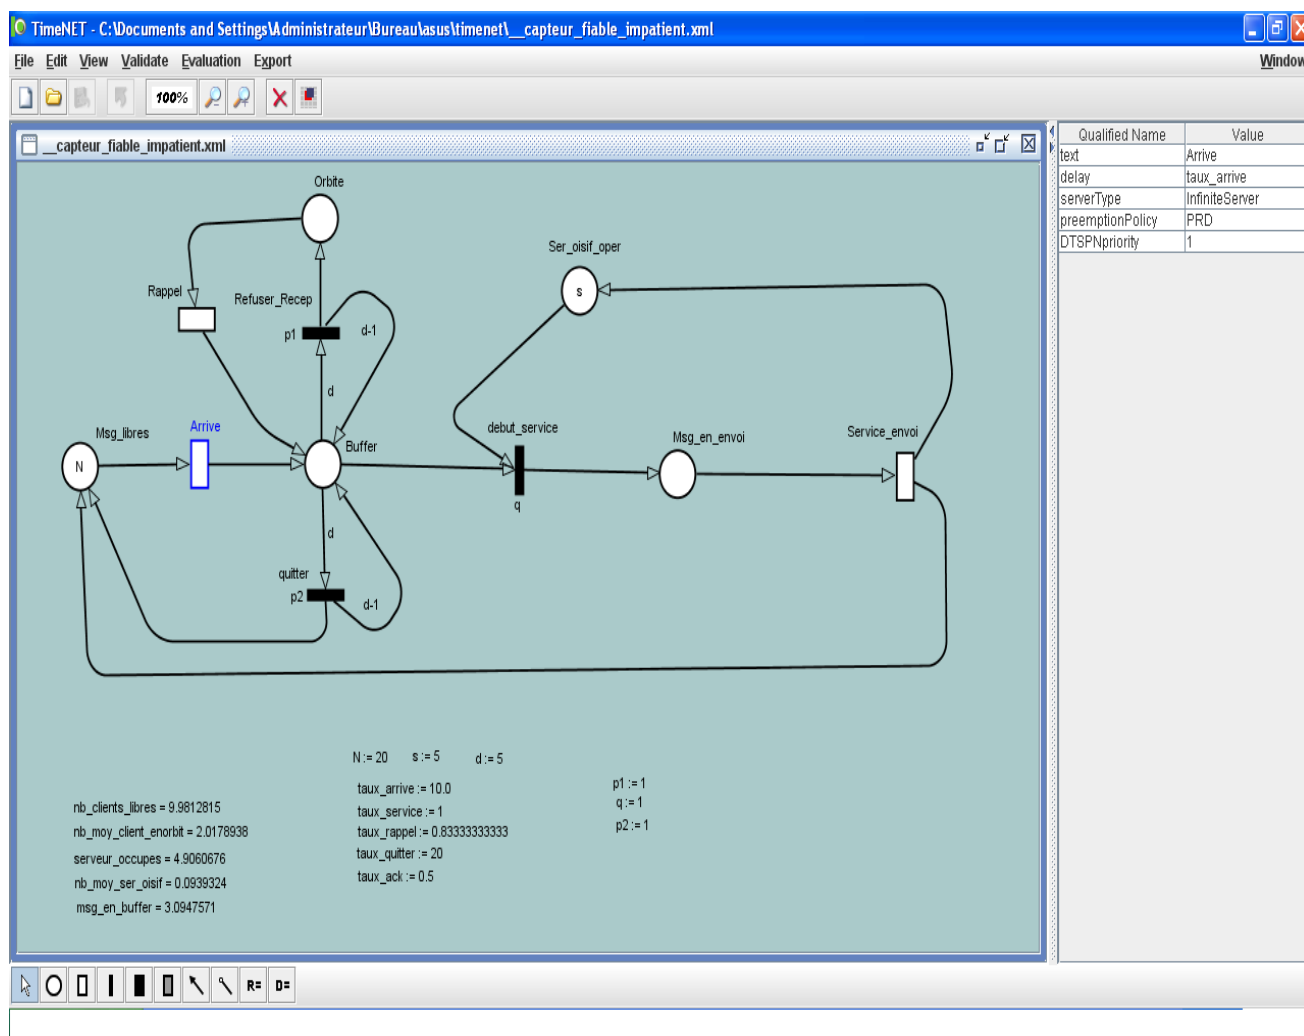 TimeNET - C:\Documents and Settings\Administrateur\Bureau\asus\timenet\__capteur_fiable_impatient.xml
File Edit View Validate Evaluation Export Window
100%
__capteur_fiable_impatient.xml
Qualified Name Value
text Arrive
delay taux_arrive
serverType InfiniteServer
preemptionPolicy PRD
DTSPNpriority 1
Orbite
Ser_oisif_oper
s
Rappel
Refuser_Recep
p1
d-1
d
Msg_libres
Arrive
Buffer
debut_service
Msg_en_envoi
Service_envoi
N
q
d
quitter
p2
d-1
N := 20 s := 5 d := 5
taux_arrive := 10.0
taux_service := 1
taux_rappel := 0.83333333333
taux_quitter := 20
taux_ack := 0.5
p1 := 1
q := 1
p2 := 1
nb_clients_libres = 9.9812815
nb_moy_client_enorbit = 2.0178938
serveur_occupes = 4.9060676
nb_moy_ser_oisif = 0.0939324
msg_en_buffer = 3.0947571
R= D=